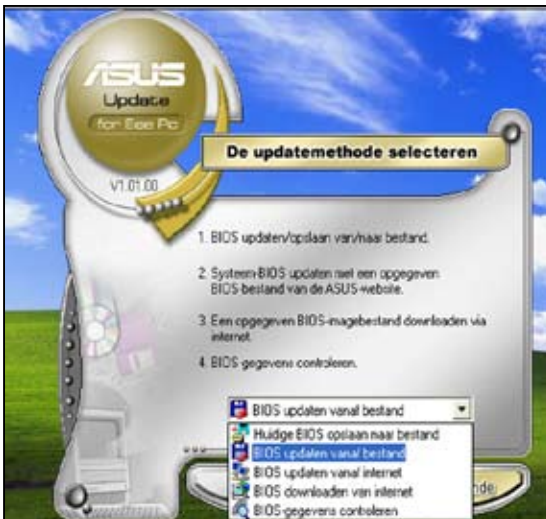 ASUS
Update
for Eee Pc
V1.01.00
De updatemethode selecteren
1. BIOS updaten/opslaan van/naar bestand.
2. Systeem-BIOS updaten met een opgegeven
BIOS-bestand van de ASUS-website.
3. Een opgegeven BIOS-imagebestand downloaden via
internet.
4. BIOS-gegevens controleren.
BIOS updaten vanaf bestand
Huidge BIOS opslaan naar bestand
BIOS updaten vanaf bestand
BIOS updaten vanaf internet
BIOS downloaden van internet
BIOS-gegevens controleren